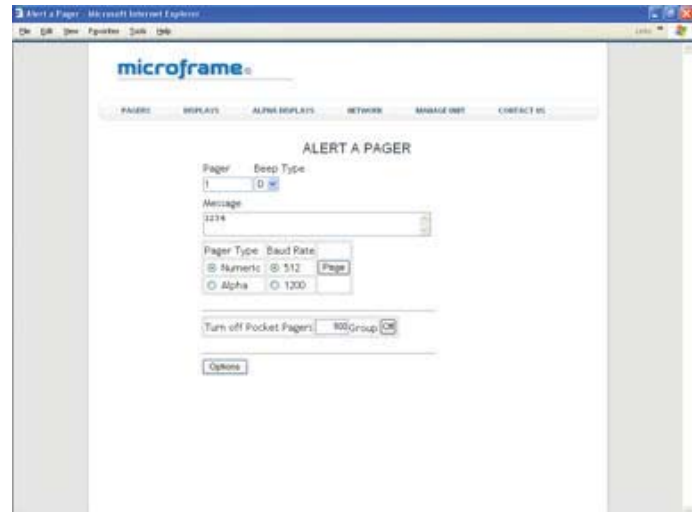 Alert a Pager - Microsoft Internet Explorer
File Edit View Favorites Tools Help
Links
microframe
PAGERS DISPLAYS ALPHA DISPLAYS NETWORK MANAGE UNIT CONTACT US
ALERT A PAGER
Pager Beep Type
1 D
Message
1234
Pager Type Baud Rate
Numeric 512 Page
Alpha 1200
Turn off Pocket Pagers Group Off
Options